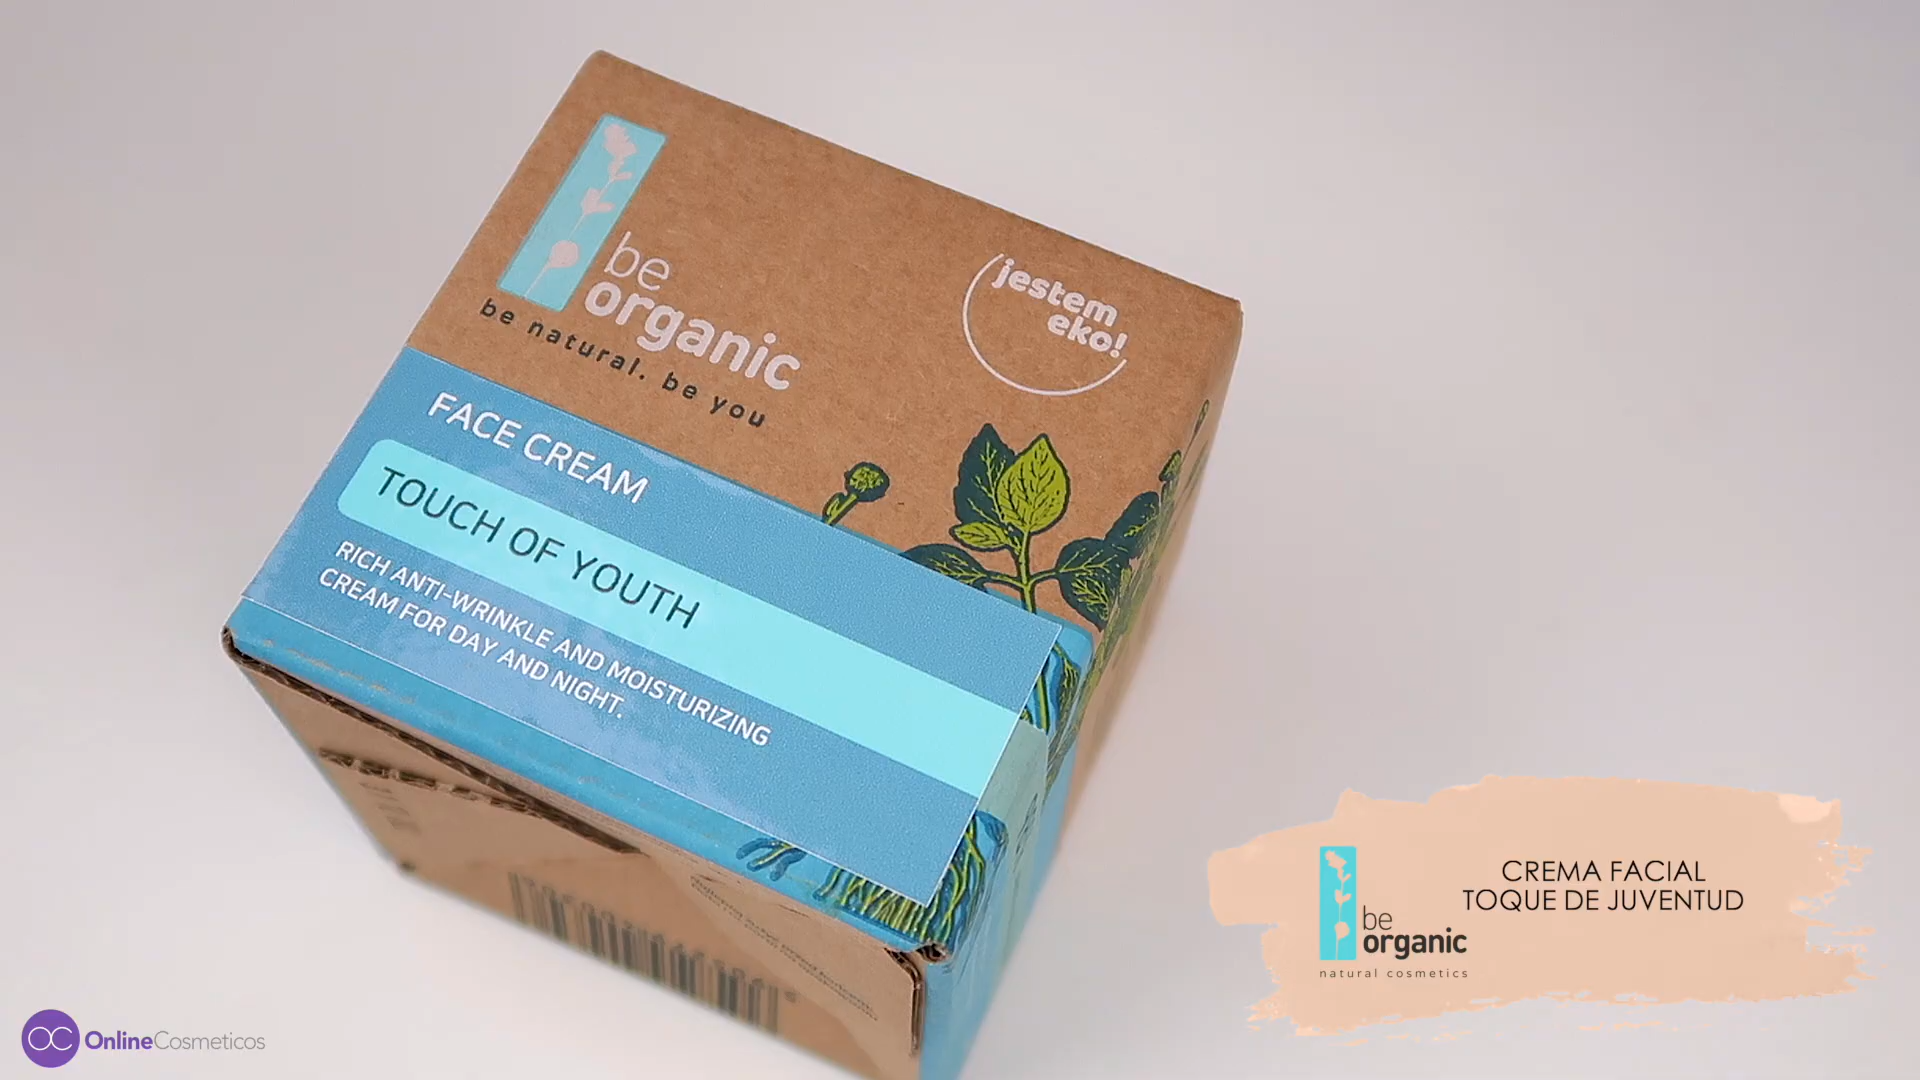 be
organic
be natural. be you
jestem
eko!
FACE CREAM
TOUCH OF YOUTH
RICH ANTI-WRINKLE AND MOISTURIZING
CREAM FOR DAY AND NIGHT.
CREMA FACIAL
TOQUE DE JUVENTUD
be
organic
natural cosmetics
OC OnlineCosmeticos